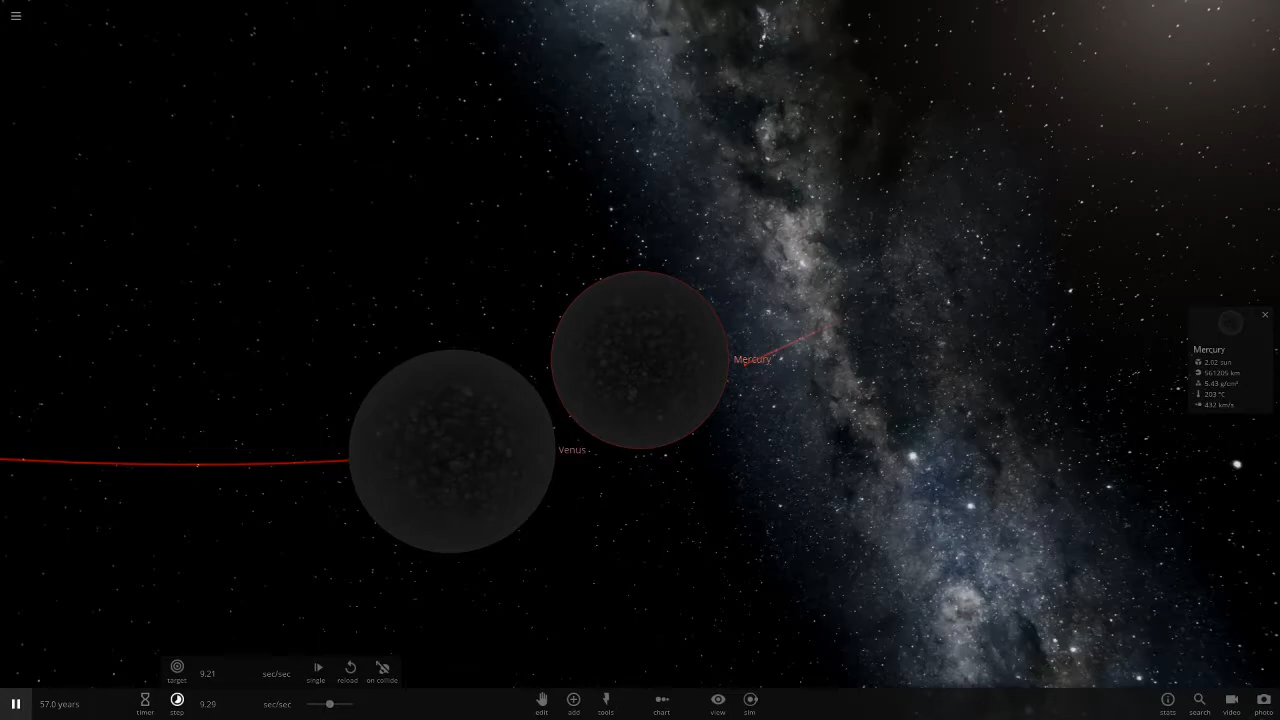 Mercury
Venus
Mercury
2.02 sun
561205 km
5.43 g/cm³
203 °C
432 km/s
target
9.21
sec/sec
single
reload
on collide
57.0 years
timer
step
9.29
sec/sec
edit
add
tools
chart
view
sim
stats
search
video
photo